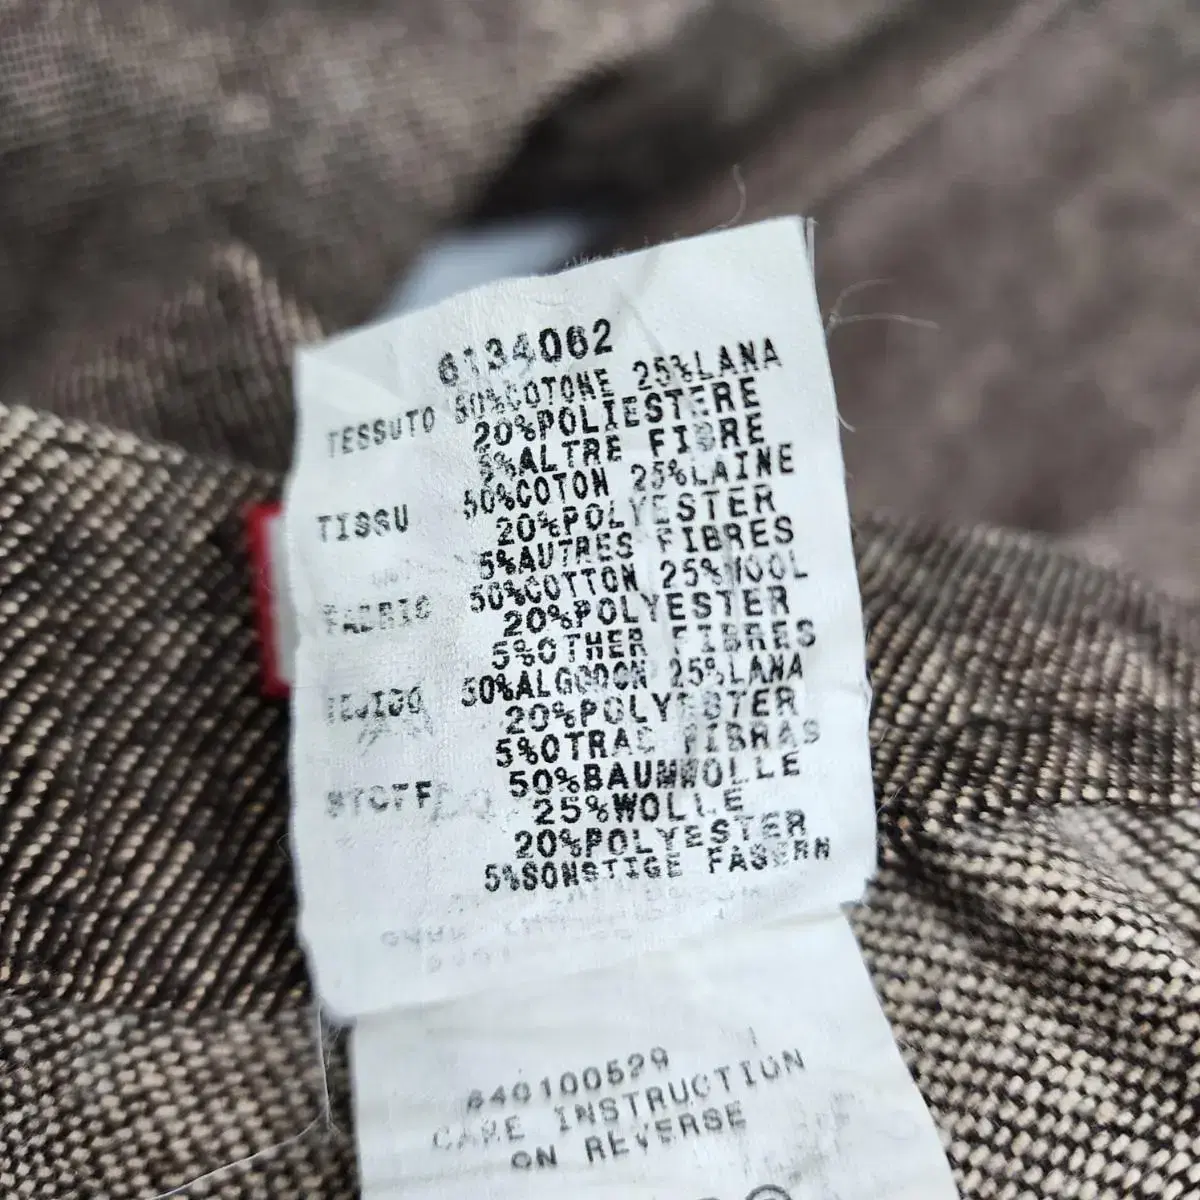 6134062
TESSUTO 50%COTONE 25%LANA
20%POLIESTERE
5%ALTRE FIBRE
TISSU 50%COTON 25%LAINE
20%POLYESTER
5%AUTRES FIBRES
FABRIC 50%COTTON 25%WOOL
20%POLYESTER
5%OTHER FIBRES
TEJIDO 50%ALGODON 25%LANA
20%POLYESTER
5%OTRAS FIBRAS
STOFF 50%BAUMWOLLE
25%WOLLE
20%POLYESTER
5%SONSTIGE FASERN
840100529
CARE INSTRUCTION
ON REVERSE